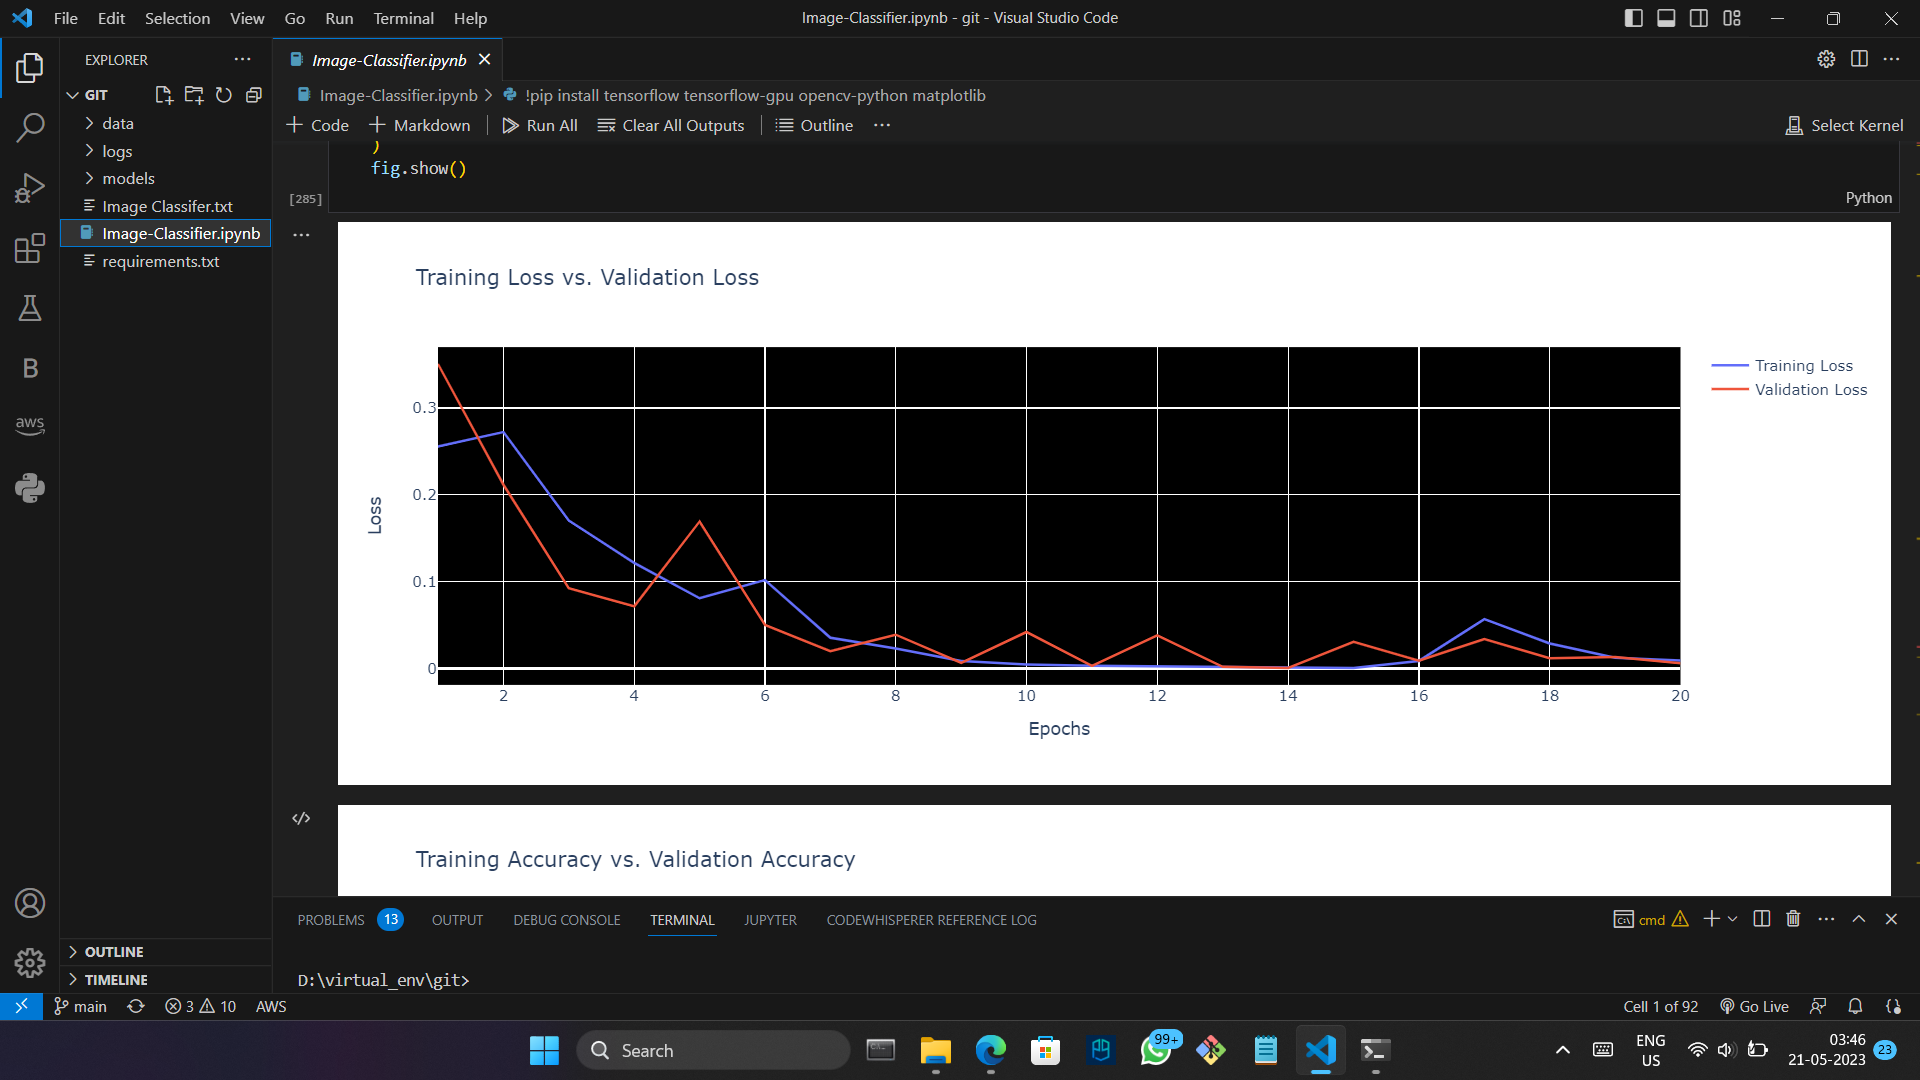 File Edit Selection View Go Run Terminal Help
Image-Classifier.ipynb - git - Visual Studio Code
EXPLORER
GIT
data
logs
models
Image Classifer.txt
Image-Classifier.ipynb
requirements.txt
OUTLINE
TIMELINE
B
aws
Image-Classifier.ipynb
Image-Classifier.ipynb > !pip install tensorflow tensorflow-gpu opencv-python matplotlib
+ Code + Markdown Run All Clear All Outputs Outline ...
Select Kernel
)
fig.show()
[285]
Python
Training Loss vs. Validation Loss
Training Loss
Validation Loss
0.3
0.2
0.1
0
Loss
2 4 6 8 10 12 14 16 18 20
Epochs
Training Accuracy vs. Validation Accuracy
PROBLEMS 13 OUTPUT DEBUG CONSOLE TERMINAL JUPYTER CODEWHISPERER REFERENCE LOG
cmd
D:\virtual_env\git>
main 3 10 AWS
Cell 1 of 92 Go Live
Search
99+
ENG
US
03:46
21-05-2023
23